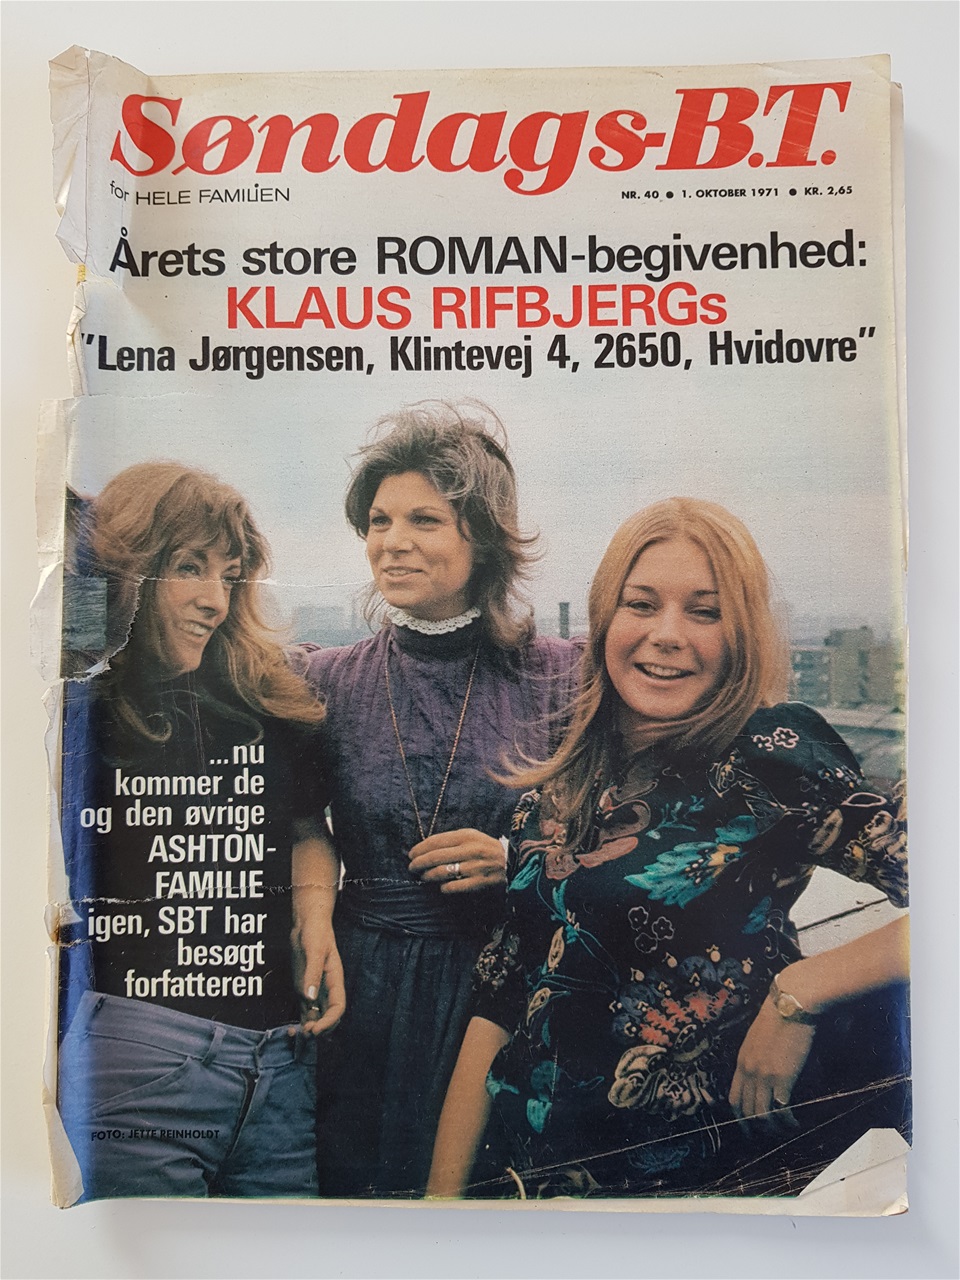 Søndags-B.T.
for HELE FAMILIEN
NR. 40 ● 1. OKTOBER 1971 ● KR. 2,65
Årets store ROMAN-begivenhed:
KLAUS RIFBJERGs
"Lena Jørgensen, Klintevej 4, 2650, Hvidovre"
...nu
kommer de
og den øvrige
ASHTON-
FAMILIE
igen, SBT har
besøgt
forfatteren
FOTO: JETTE REINHOLDT